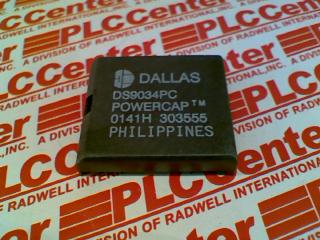 PLCCenter
A DIVISION OF RADWELL INTERNATIONAL, INC.
DALLAS
DS9034PC
POWERCAP™
0141H 303555
PHILIPPINES